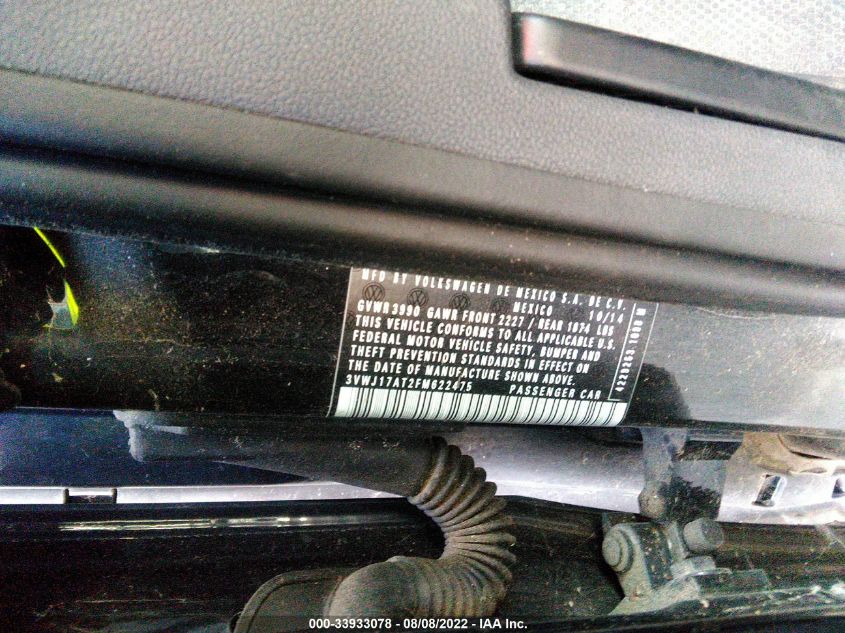 MFD BY VOLKSWAGEN DE MEXICO S.A. DE C.V.
MEXICO 10/14
GVWR 3990 GAWR FRONT 2227 / REAR 1874 LBS
THIS VEHICLE CONFORMS TO ALL APPLICABLE U.S.
FEDERAL MOTOR VEHICLE SAFETY, BUMPER AND
THEFT PREVENTION STANDARDS IN EFFECT ON
THE DATE OF MANUFACTURE SHOWN ABOVE.
3VWJ17AT2FM622475 PASSENGER CAR
000-33933078 - 08/08/2022 - IAA Inc.